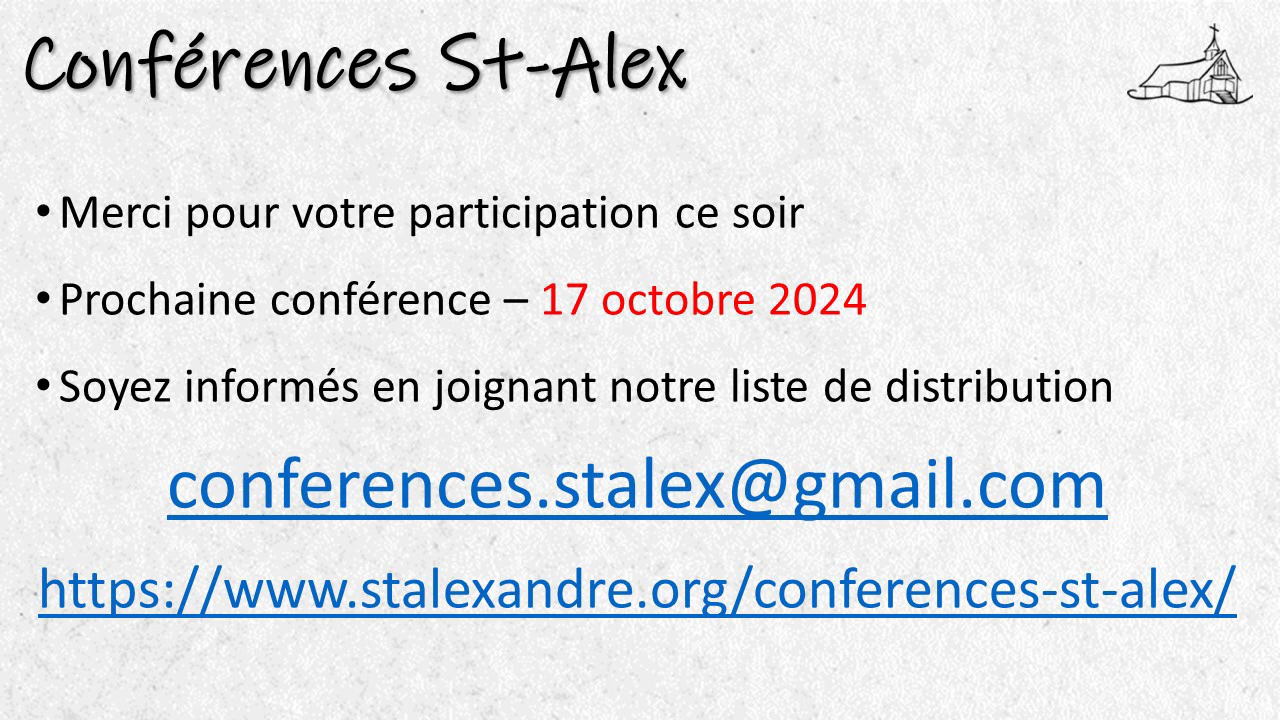 Conférences St-Alex
• Merci pour votre participation ce soir
• Prochaine conférence – 17 octobre 2024
• Soyez informés en joignant notre liste de distribution
conferences.stalex@gmail.com
https://www.stalexandre.org/conferences-st-alex/